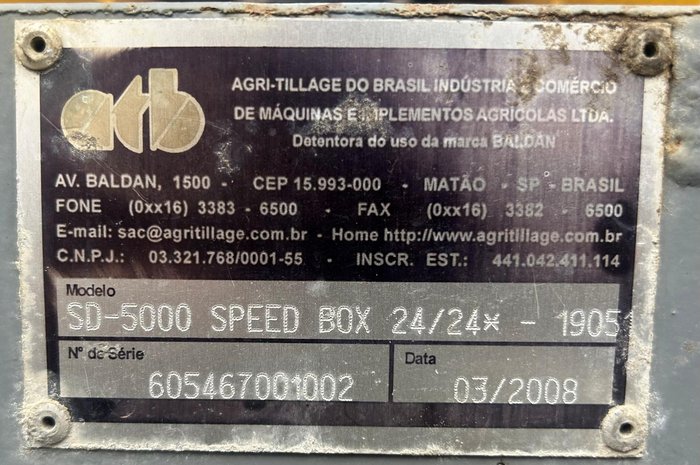 atb
AGRI-TILLAGE DO BRASIL INDÚSTRIA E COMÉRCIO
DE MÁQUINAS E IMPLEMENTOS AGRÍCOLAS LTDA.
Detentora do uso da marca BALDAN
AV. BALDAN, 1500 - CEP 15.993-000 - MATÃO - SP - BRASIL
FONE (0xx16) 3383 - 6500 - FAX (0xx16) 3382 - 6500
E-mail: sac@agritillage.com.br - Home http://www.agritillage.com.br
C.N.P.J.: 03.321.768/0001-55 - INSCR. EST.: 441.042.411.114
Modelo
SD-5000 SPEED BOX 24/24* - 19051
Nº de Série
605467001002
Data
03/2008